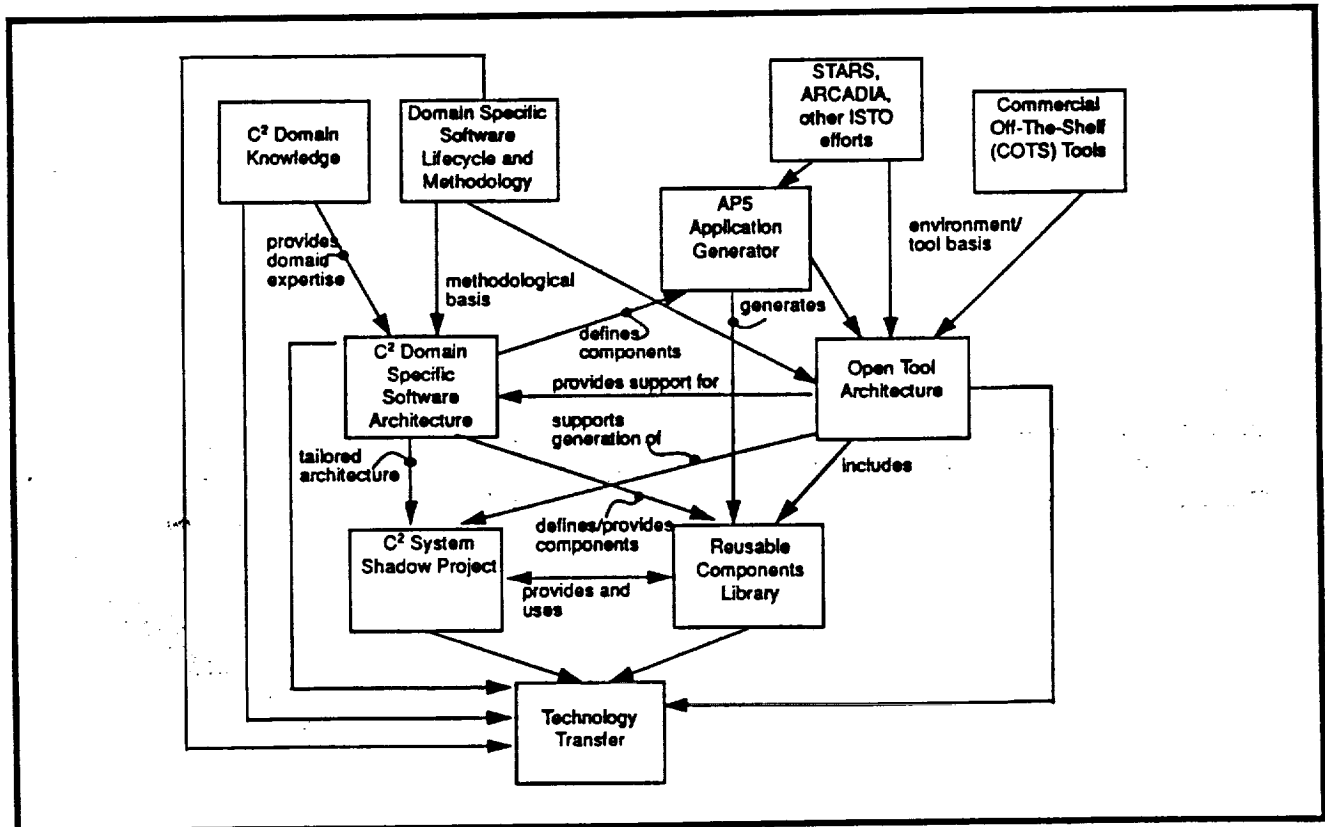 STARS,
ARCADIA,
other ISTO
efforts
C² Domain
Knowledge
Domain Specific
Software
Lifecycle and
Methodology
Commercial
Off-The-Shelf
(COTS) Tools
AP5
Application
Generator
provides
domain
expertise
methodological
basis
environment/
tool basis
generates
defines
components
C² Domain
Specific
Software
Architecture
provides support for
Open Tool
Architecture
supports
generation of
tailored
architecture
includes
defines/provides
components
C² System
Shadow Project
Reusable
Components
Library
provides and
uses
Technology
Transfer